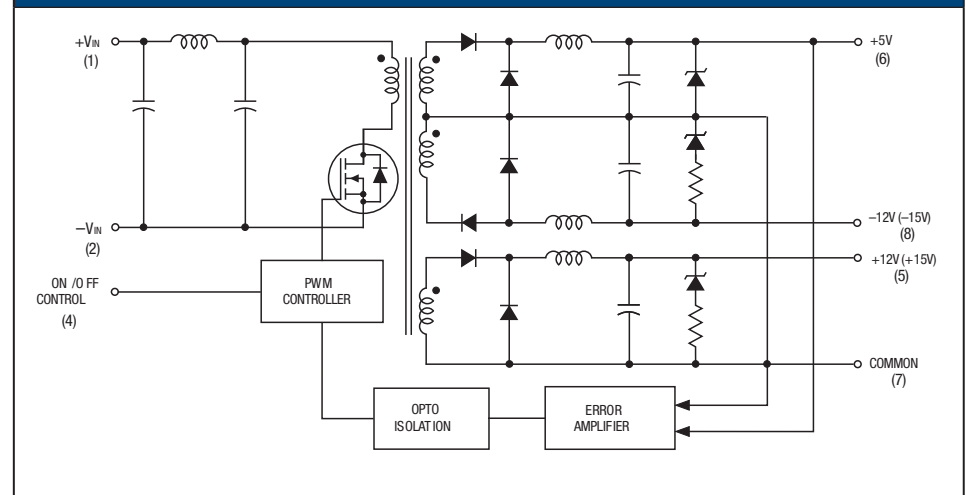 +VIN
(1)
−VIN
(2)
ON /O FF
CONTROL
(4)
PWM
CONTROLLER
OPTO
ISOLATION
ERROR
AMPLIFIER
+5V
(6)
–12V (–15V)
(8)
+12V (+15V)
(5)
COMMON
(7)